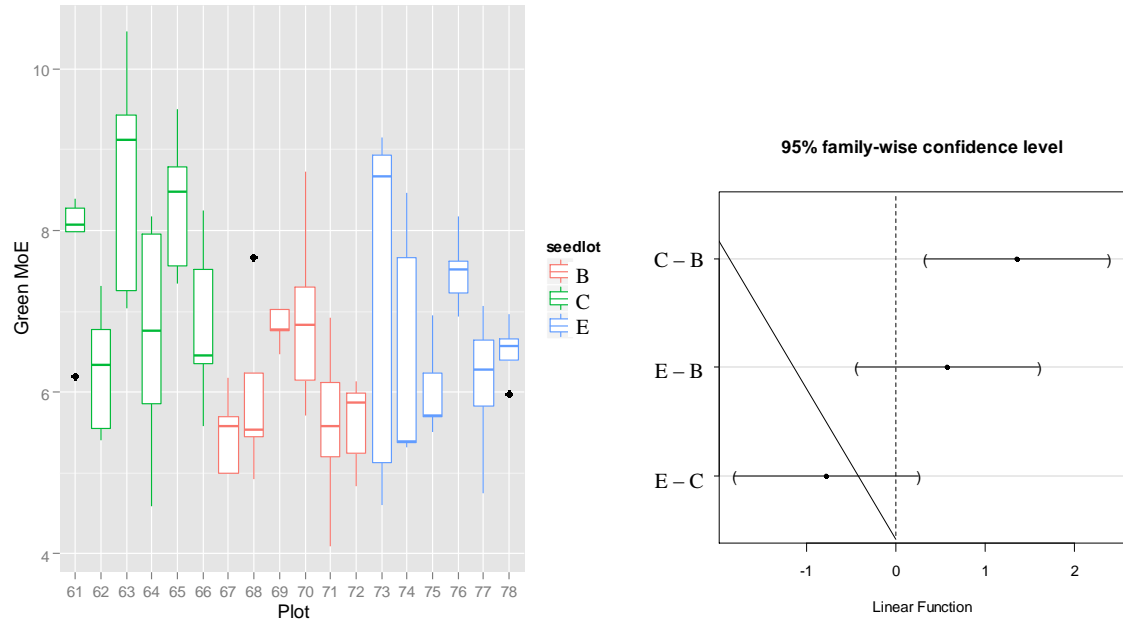 10
8
6
4
Green MoE
61 62 63 64 65 66 67 68 69 70 71 72 73 74 75 76 77 78
Plot
seedlot
B
C
E
95% family-wise confidence level
C – B
E – B
E – C
-1 0 1 2
Linear Function